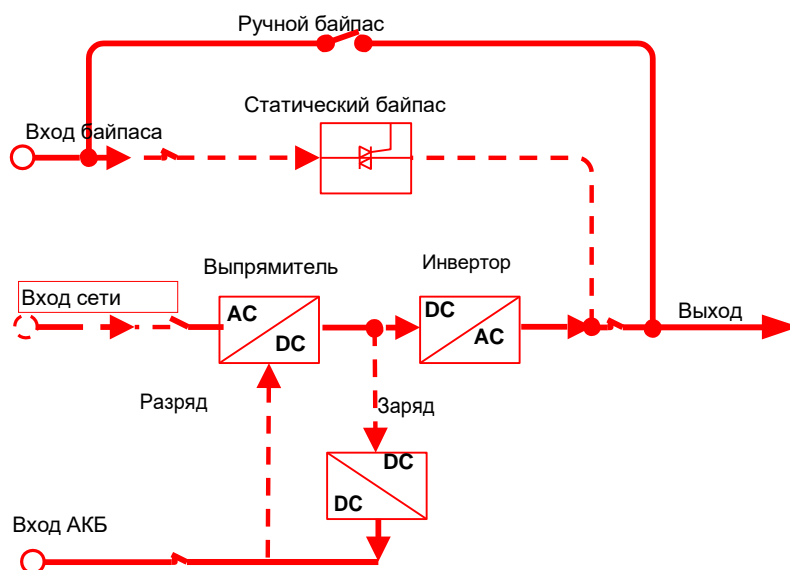 Ручной байпас
Статический байпас
Вход байпаса
Выпрямитель
Инвертор
Вход сети
AC
DC
DC
AC
Выход
Разряд
Заряд
DC
DC
Вход АКБ